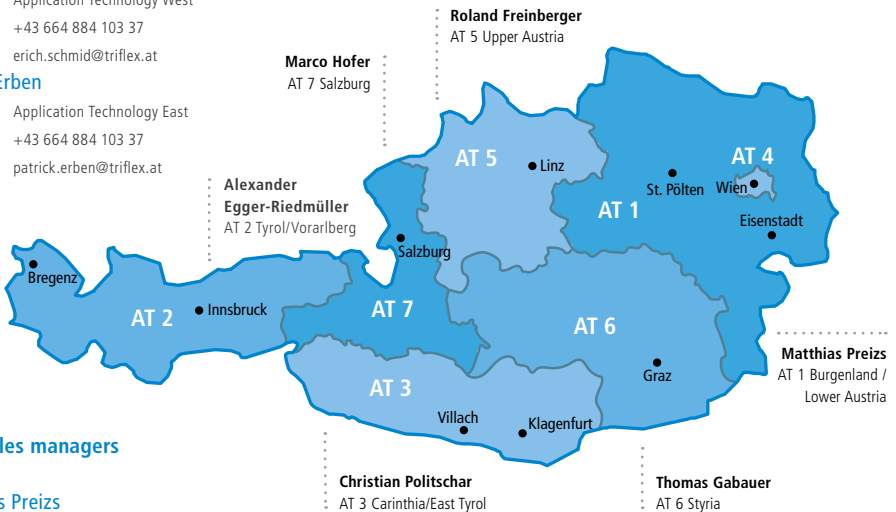 Application Technology West
+43 664 884 103 37
erich.schmid@triflex.at
Erben
Application Technology East
+43 664 884 103 37
patrick.erben@triflex.at
Roland Freinberger
AT 5 Upper Austria
Marco Hofer
AT 7 Salzburg
Alexander
Egger-Riedmüller
AT 2 Tyrol/Vorarlberg
AT 5
Linz
AT 4
St. Pölten
Wien
AT 1
Eisenstadt
Salzburg
Bregenz
AT 2
Innsbruck
AT 7
AT 6
Graz
AT 3
Villach
Klagenfurt
Matthias Preizs
AT 1 Burgenland /
Lower Austria
les managers
s Preizs
Christian Politschar
AT 3 Carinthia/East Tyrol
Thomas Gabauer
AT 6 Styria